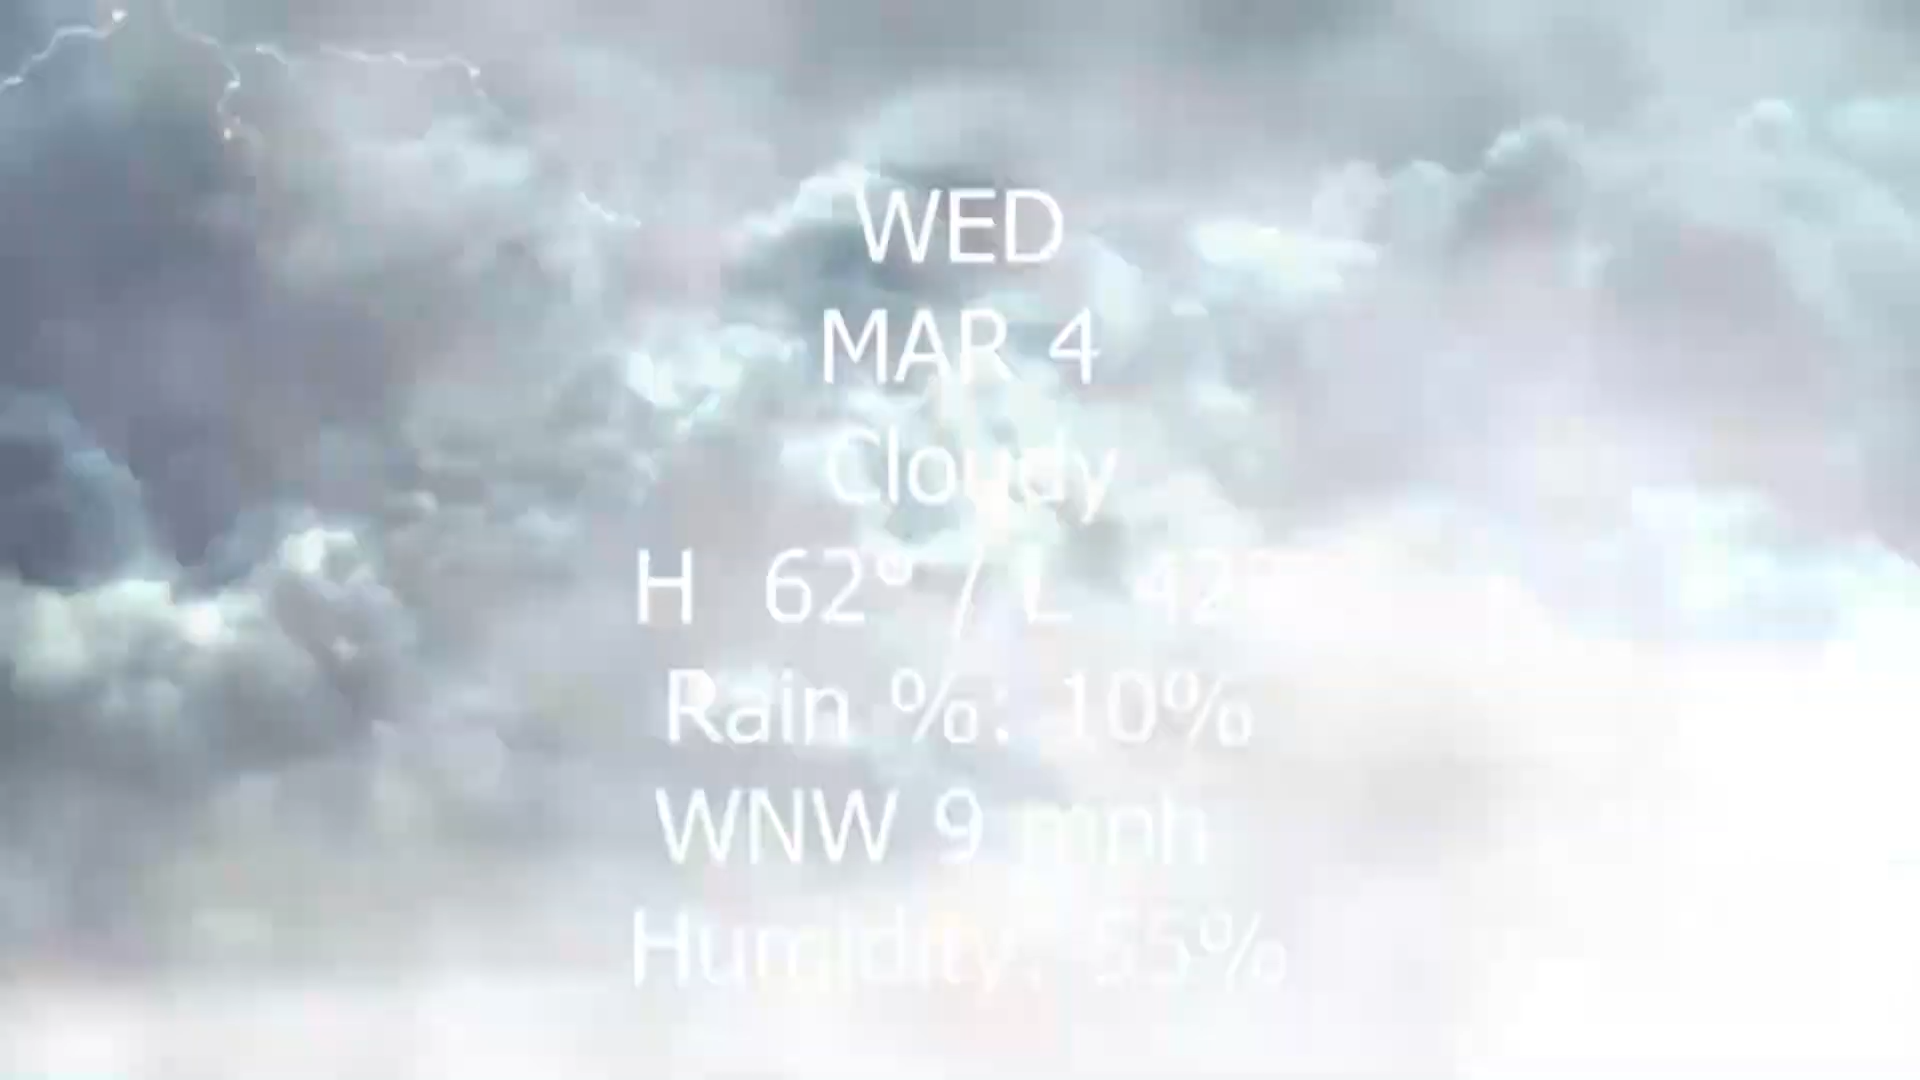 WED
MAR 4
Cloudy
H 62° / L 42°
Rain %: 10%
WNW 9 mph
Humidity: 55%